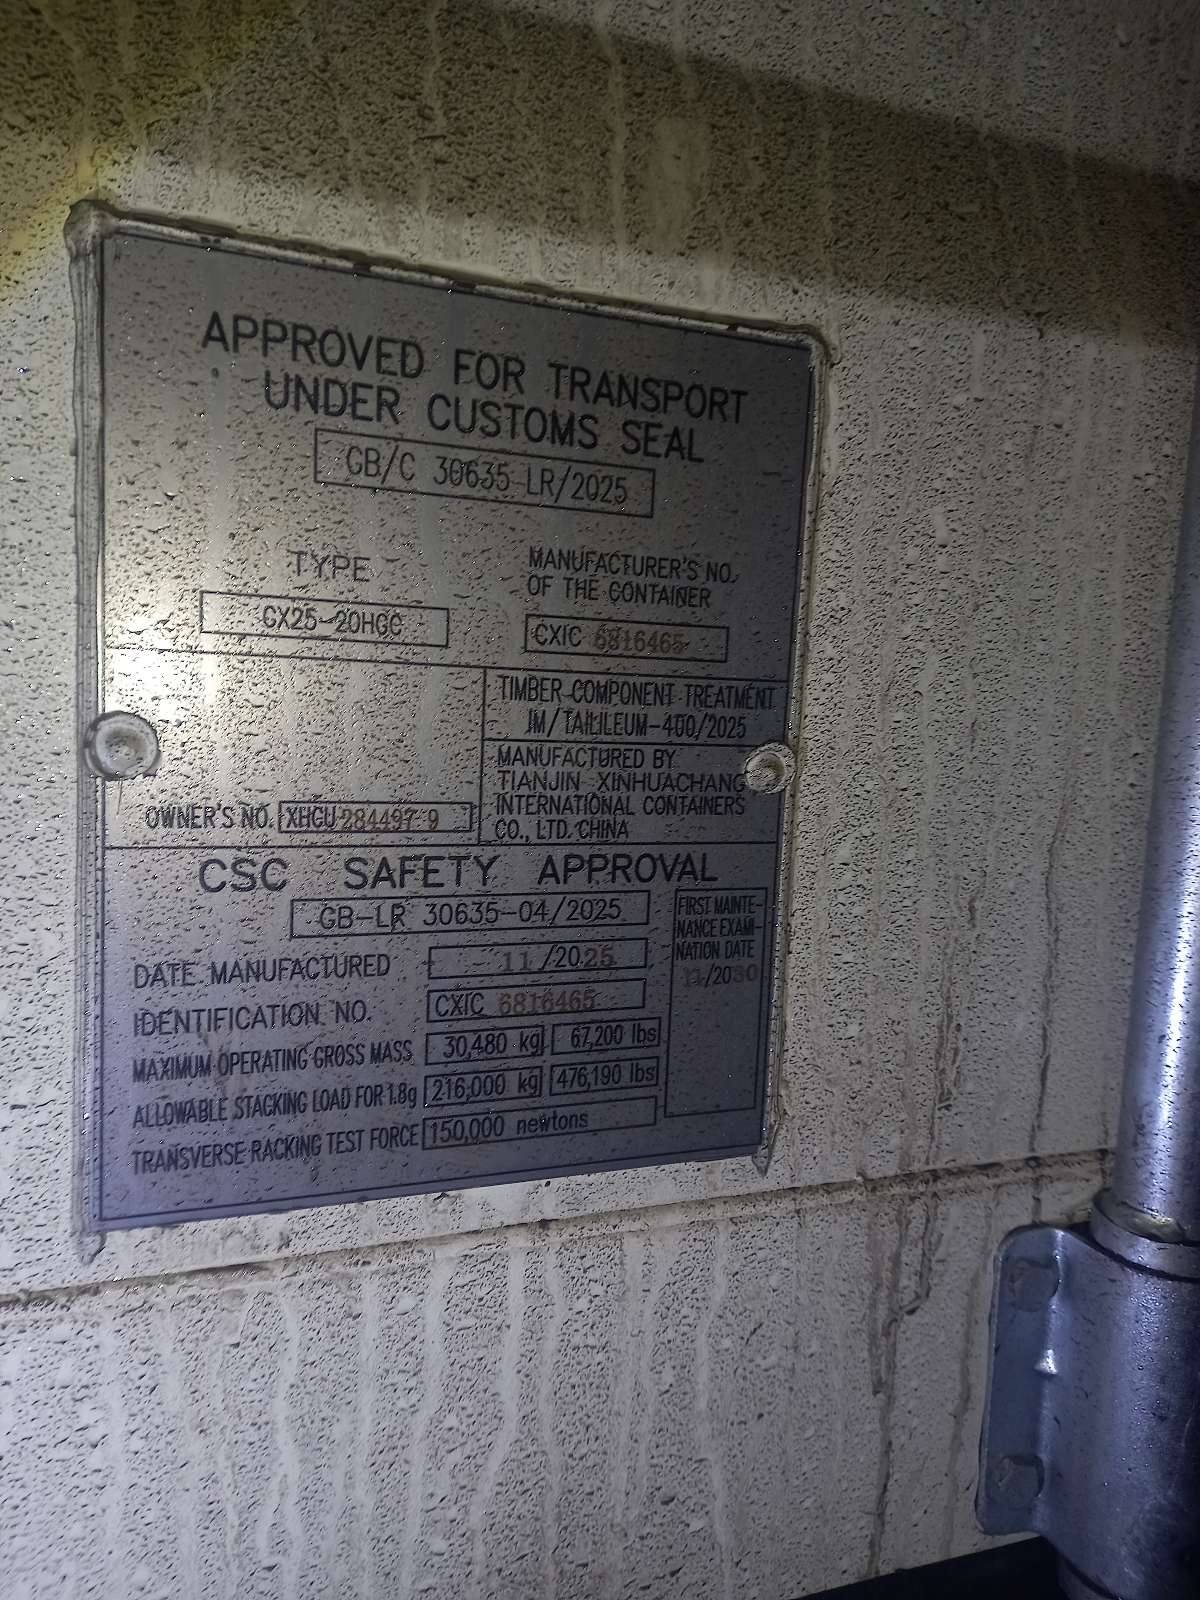 APPROVED FOR TRANSPORT
UNDER CUSTOMS SEAL
GB/C 30635 LR/2025
TYPE
CX25-20HGC
MANUFACTURER'S NO.
OF THE CONTAINER
CXIC 6816465
TIMBER COMPONENT TREATMENT
IM/TAILILEUM-400/2025
MANUFACTURED BY
TIANJIN XINHUACHANG
INTERNATIONAL CONTAINERS
CO., LTD. CHINA
OWNER'S NO. XHCU 284497 9
CSC SAFETY APPROVAL
GB-LR 30635-04/2025
DATE MANUFACTURED 11/2025
IDENTIFICATION NO. CXIC 6816465
MAXIMUM OPERATING GROSS MASS 30,480 kg 67,200 lbs
ALLOWABLE STACKING LOAD FOR 1.8g 216,000 kg 476,190 lbs
TRANSVERSE RACKING TEST FORCE 150,000 newtons
FIRST MAINTE-
NANCE EXAMI-
NATION DATE
11/2030